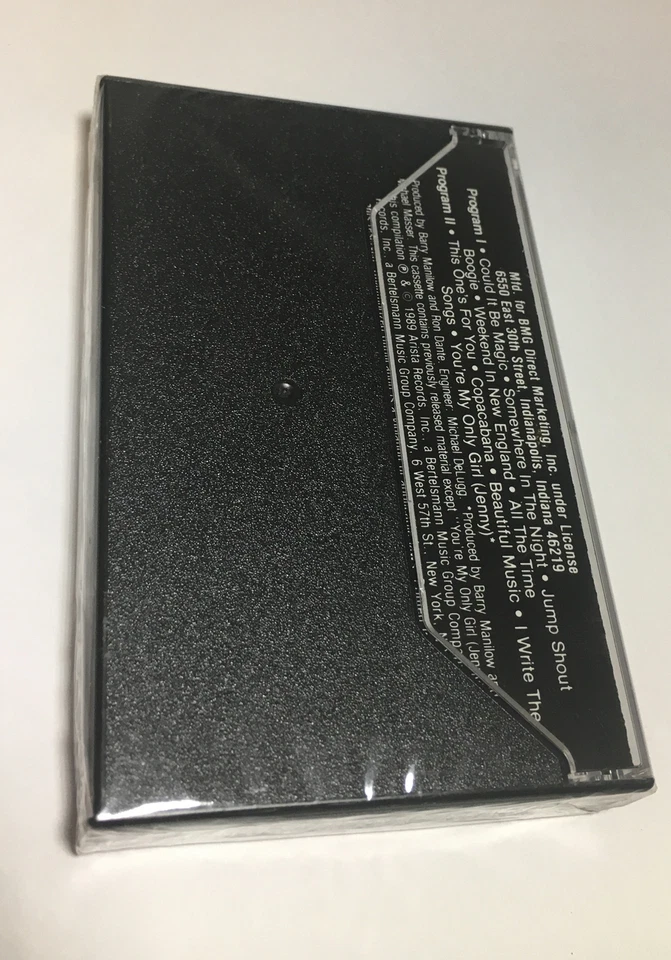 Mfd. for BMG Direct Marketing, Inc. under License
6550 East 30th Street, Indianapolis, Indiana 46219
Program I • Could It Be Magic • Somewhere In The Night • Jump Shout
Boogie • Weekend In New England • All The Time
Program II • This One's For You • Copacabana • Beautiful Music • I Write The
Songs • You're My Only Girl (Jenny)*
Produced by Barry Manilow and Ron Dante. Engineer: Michael DeLugg. *Produced by Barry Manilow an
Michael Masser. This cassette contains previously released material except "You're My Only Girl (Jen
this compilation ℗ & © 1989 Arista Records, Inc., a Bertelsmann Music Group Comp
Records, Inc. a Bertelsmann Music Group Company, 6 West 57th St., New York,